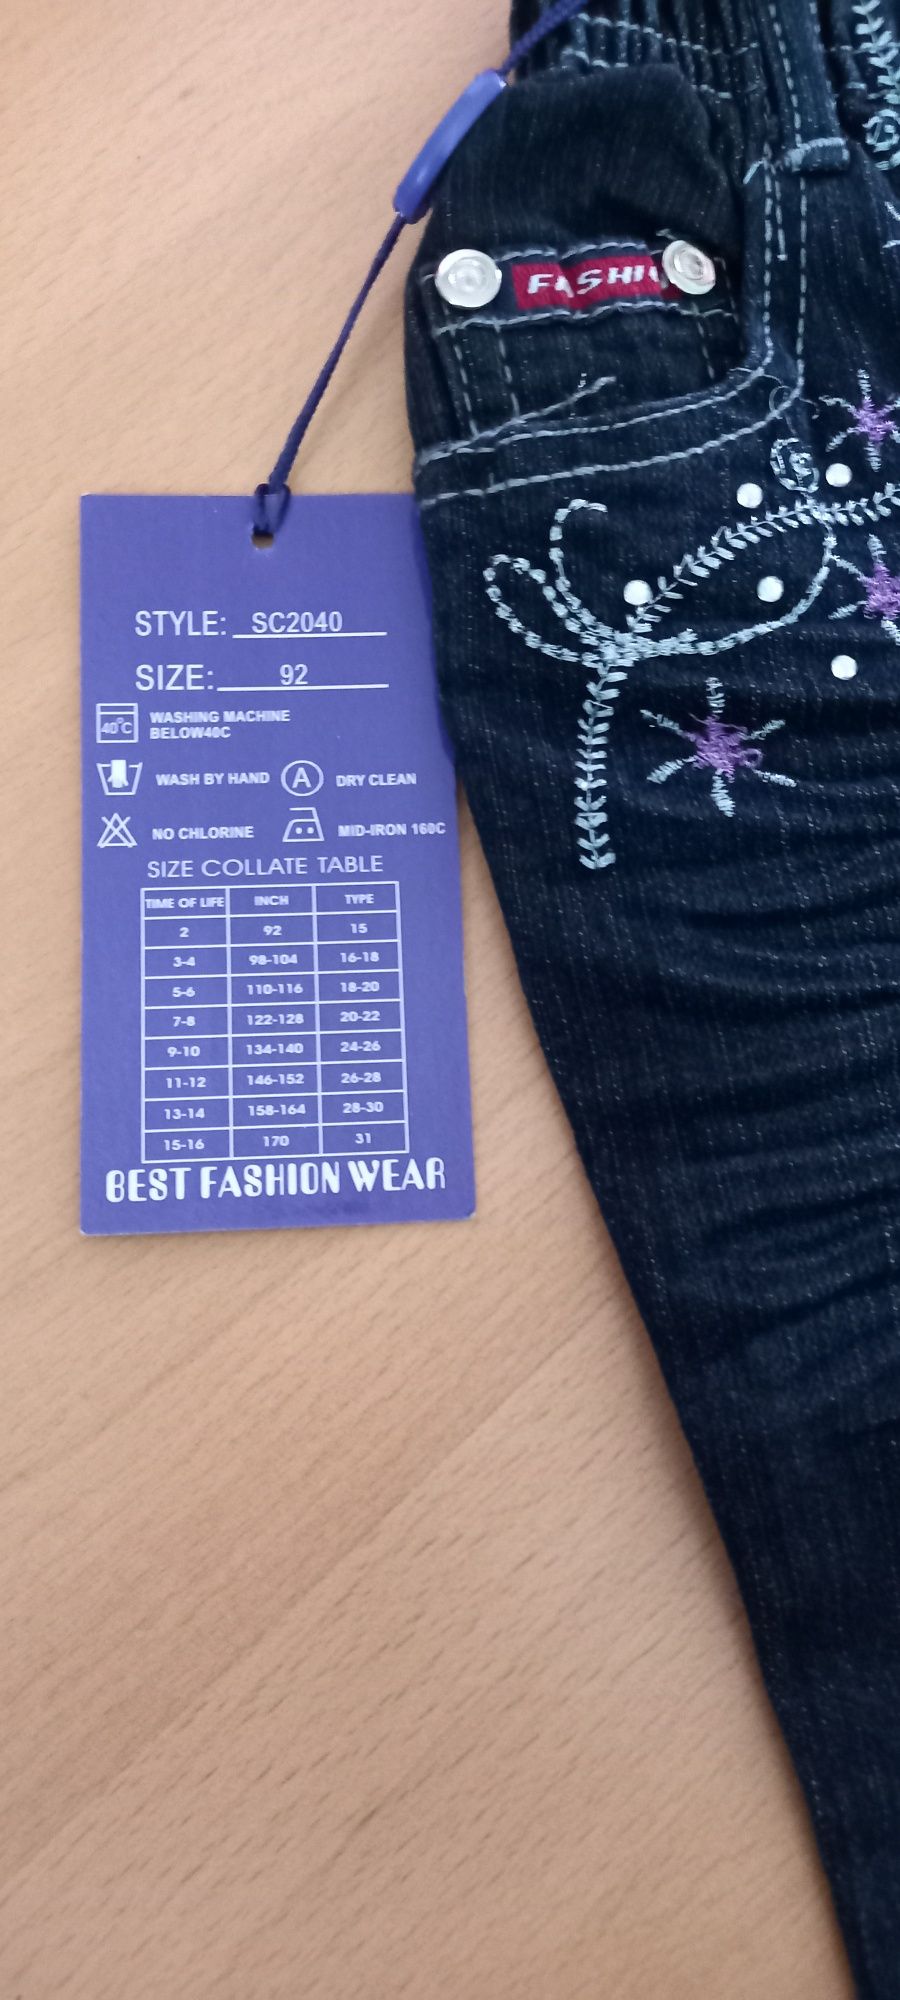 FASHI
STYLE: SC2040
SIZE: 92
40°C WASHING MACHINE
BELOW40C
WASH BY HAND A DRY CLEAN
NO CHLORINE MID-IRON 160C
SIZE COLLATE TABLE
TIME OF LIFE INCH TYPE
2 92 15
3-4 98-104 16-18
5-6 110-116 18-20
7-8 122-128 20-22
9-10 134-140 24-26
11-12 146-152 26-28
13-14 158-164 28-30
15-16 170 31
BEST FASHION WEAR